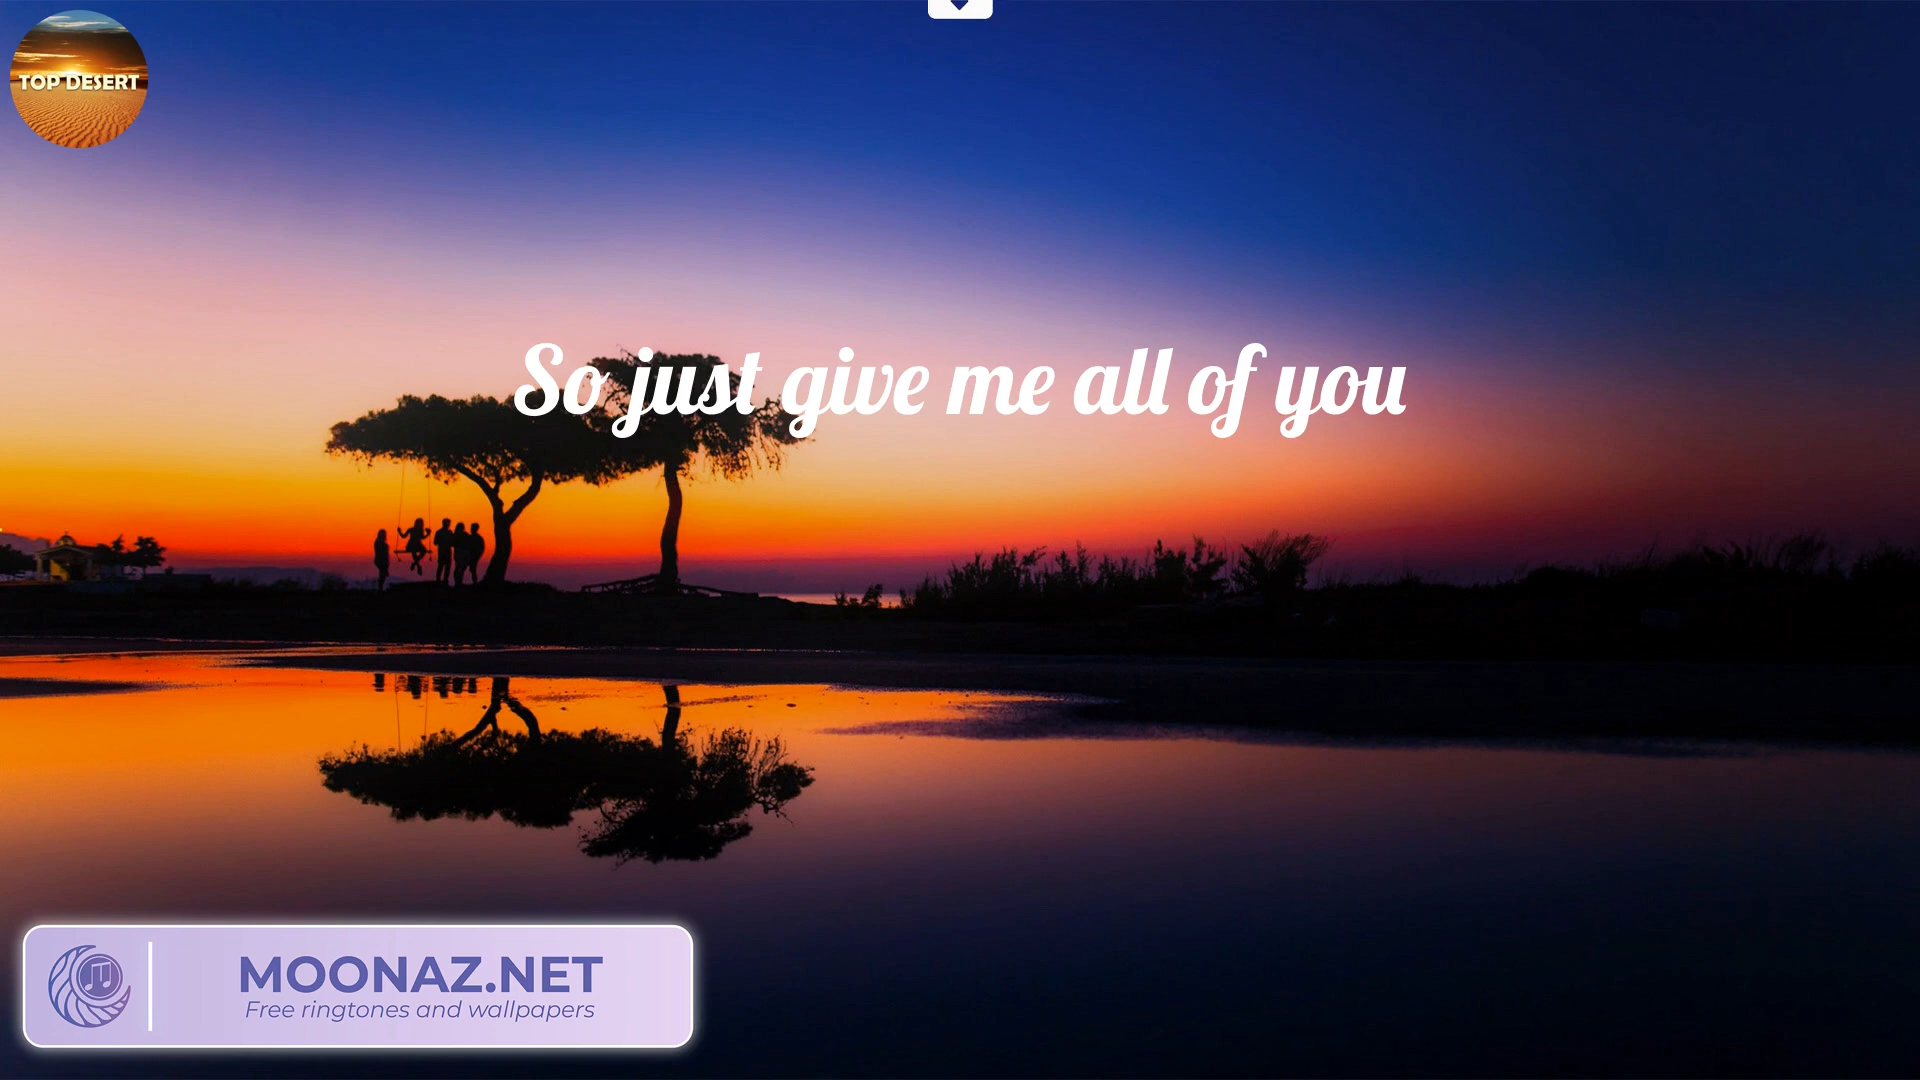 TOP DESERT
So just give me all of you
MOONAZ.NET
Free ringtones and wallpapers